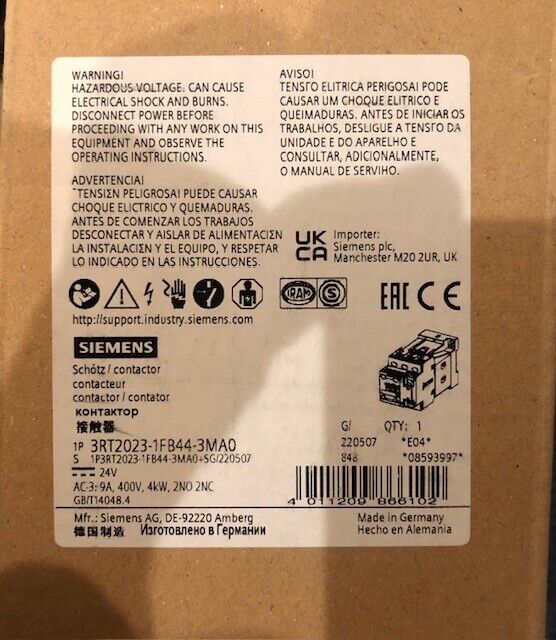 WARNING!
HAZARDOUS VOLTAGE. CAN CAUSE
ELECTRICAL SHOCK AND BURNS.
DISCONNECT POWER BEFORE
PROCEEDING WITH ANY WORK ON THIS
EQUIPMENT AND OBSERVE THE
OPERATING INSTRUCTIONS.
ADVERTENCIA!
¨TENSIΣN PELIGROSA! PUEDE CAUSAR
CHOQUE ELICTRICO Y QUEMADURAS.
ANTES DE COMENZAR LOS TRABAJOS
DESCONECTAR Y AISLAR DE ALIMENTACIΣN
LA INSTALACIΣN Y EL EQUIPO, Y RESPETAR
LO INDICADO EN LAS INSTRUCCIONES.
AVISO!
TENSΓO ELITRICA PERIGOSA! PODE
CAUSAR UM CHOQUE ELITRICO E
QUEIMADURAS. ANTES DE INICIAR OS
TRABALHOS, DESLIGUE A TENSΓO DA
UNIDADE E DO APARELHO E
CONSULTAR, ADICIONALMENTE,
O MANUAL DE SERVIHO.
UK
CA
Importer:
Siemens plc,
Manchester M20 2UR, UK
IRAM
S
EAC CE
http://support.industry.siemens.com
SIEMENS
Schótz / contactor
contacteur
contactor / contator
контактор
接触器
1P 3RT2023-1FB44-3MA0
S 1P3RT2023-1FB44-3MA0+SG/220507
24V
AC-3: 9A, 400V, 4kW, 2NO 2NC
GB/T14048.4
G/ QTY: 1
220507 *E04*
848 *08593997*
4 011209 866102
Mfr.: Siemens AG, DE-92220 Amberg
德国制造 Изготовлено в Германии
Made in Germany
Hecho en Alemania